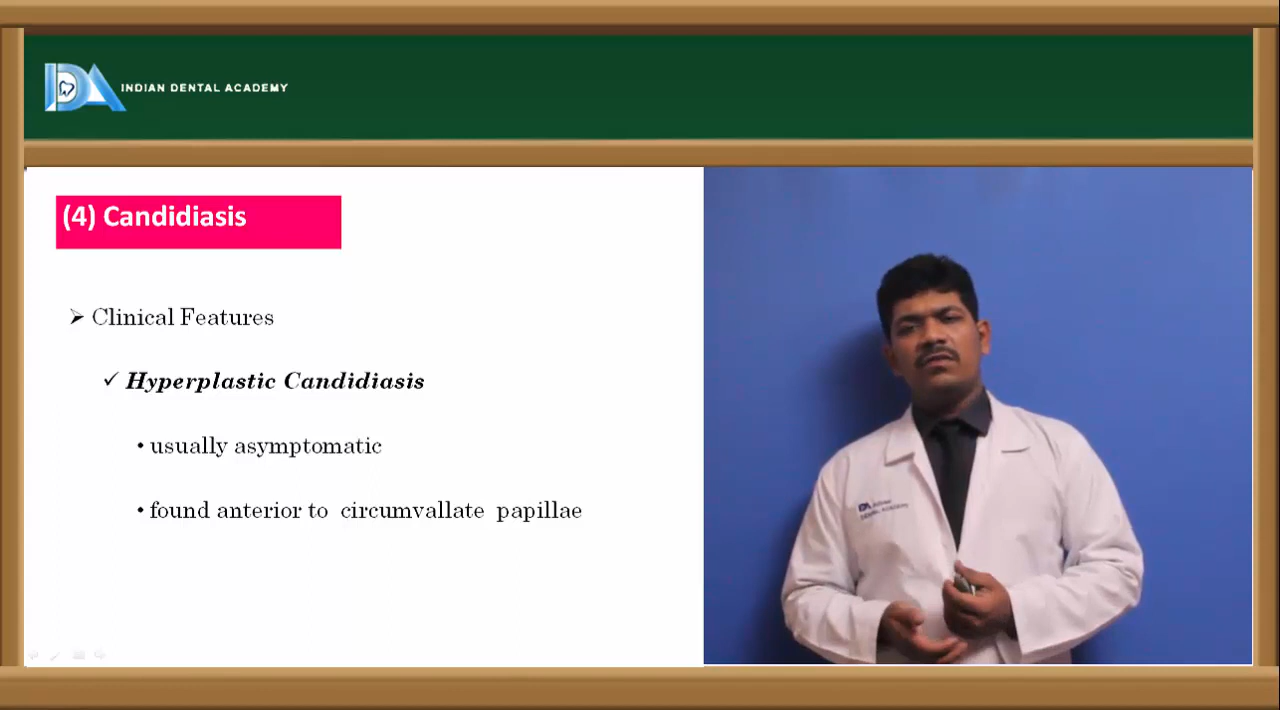 INDIAN DENTAL ACADEMY
(4) Candidiasis
Clinical Features
Hyperplastic Candidiasis
• usually asymptomatic
• found anterior to circumvallate papillae